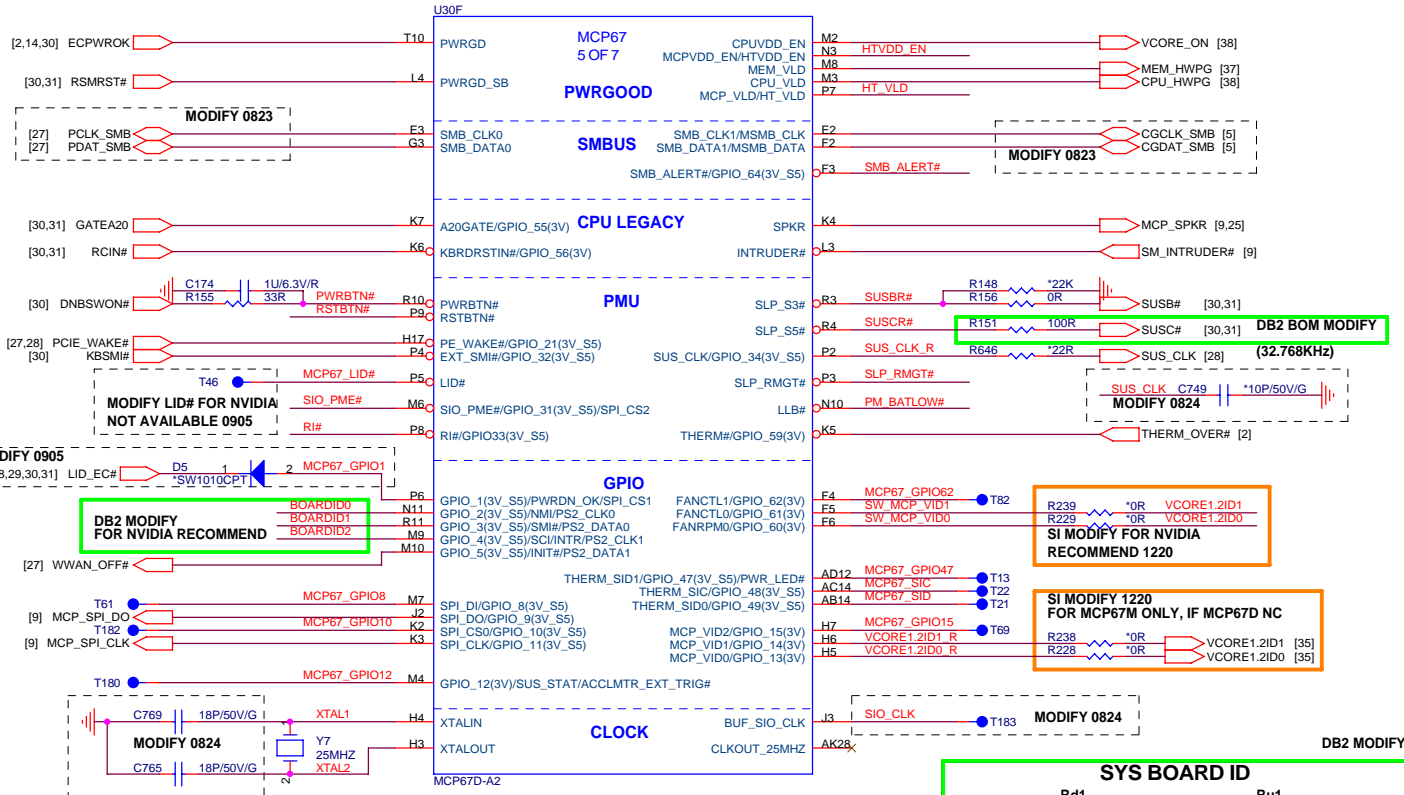 U30F
MCP67
5 OF 7
[2,14,30] ECPWROK T10 PWRGD
CPUVDD_EN M2 VCORE_ON [38]
MCPVDD_EN/HTVDD_EN N3 HTVDD_EN
MEM_VLD M8 MEM_HWPG [37]
[30,31] RSMRST# L4 PWRGD_SB
CPU_VLD M3 CPU_HWPG [38]
PWRGOOD
MCP_VLD/HT_VLD P7 HT_VLD
MODIFY 0823
[27] PCLK_SMB E3 SMB_CLK0
[27] PDAT_SMB G3 SMB_DATA0
SMBUS
SMB_CLK1/MSMB_CLK E2 CGCLK_SMB [5]
SMB_DATA1/MSMB_DATA F2 CGDAT_SMB [5]
MODIFY 0823
SMB_ALERT#/GPIO_64(3V_S5) F3 SMB_ALERT#
[30,31] GATEA20 K7 A20GATE/GPIO_55(3V)
CPU LEGACY
SPKR K4 MCP_SPKR [9,25]
[30,31] RCIN# K6 KBRDRSTIN#/GPIO_56(3V)
INTRUDER# L3 SM_INTRUDER# [9]
C174 1U/6.3V/R
[30] DNBSWON# R155 33R PWRBTN# R10 PWRBTN#
RSTBTN# P9 RSTBTN#
PMU
R148 *22K
SLP_S3# R3 SUSBR# R156 0R SUSB# [30,31]
SLP_S5# R4 SUSCR# R151 100R SUSC# [30,31] DB2 BOM MODIFY
[27,28] PCIE_WAKE# H17 PE_WAKE#/GPIO_21(3V_S5)
[30] KBSMI# P4 EXT_SMI#/GPIO_32(3V_S5)
SUS_CLK/GPIO_34(3V_S5) P2 SUS_CLK_R R646 *22R SUS_CLK [28]
(32.768KHz)
T46 MCP67_LID# P5 LID#
MODIFY LID# FOR NVIDIA
NOT AVAILABLE 0905
SLP_RMGT# P3 SLP_RMGT#
SUS_CLK C749 *10P/50V/G
MODIFY 0824
SIO_PME# M6 SIO_PME#/GPIO_31(3V_S5)/SPI_CS2
LLB# N10 PM_BATLOW#
RI# P8 RI#/GPIO33(3V_S5)
THERM#/GPIO_59(3V) K5 THERM_OVER# [2]
DIFY 0905
8,29,30,31] LID_EC# D5 1 2 MCP67_GPIO1
*SW1010CPT
GPIO
P6 GPIO_1(3V_S5)/PWRDN_OK/SPI_CS1
BOARDID0 N11 GPIO_2(3V_S5)/NMI/PS2_CLK0
BOARDID1 R11 GPIO_3(3V_S5)/SMI#/PS2_DATA0
BOARDID2 M9 GPIO_4(3V_S5)/SCI/INTR/PS2_CLK1
DB2 MODIFY
FOR NVIDIA RECOMMEND
[27] WWAN_OFF# M10 GPIO_5(3V_S5)/INIT#/PS2_DATA1
FANCTL1/GPIO_62(3V) F4 MCP67_GPIO62 T82
FANCTL0/GPIO_61(3V) F5 SW_MCP_VID1 R239 *0R VCORE1.2ID1
FANRPM0/GPIO_60(3V) F6 SW_MCP_VID0 R229 *0R VCORE1.2ID0
SI MODIFY FOR NVIDIA
RECOMMEND 1220
THERM_SID1/GPIO_47(3V_S5)/PWR_LED# AD12 MCP67_GPIO47 T13
THERM_SIC/GPIO_48(3V_S5) AC14 MCP67_SIC T22
THERM_SID0/GPIO_49(3V_S5) AB14 MCP67_SID T21
T61 MCP67_GPIO8 M7 SPI_DI/GPIO_8(3V_S5)
[9] MCP_SPI_DO J2 SPI_DO/GPIO_9(3V_S5)
T182 MCP67_GPIO10 K2 SPI_CS0/GPIO_10(3V_S5)
[9] MCP_SPI_CLK K3 SPI_CLK/GPIO_11(3V_S5)
SI MODIFY 1220
FOR MCP67M ONLY, IF MCP67D NC
MCP_VID2/GPIO_15(3V) H7 MCP67_GPIO15 T69
MCP_VID1/GPIO_14(3V) H6 VCORE1.2ID1_R R238 *0R VCORE1.2ID1 [35]
MCP_VID0/GPIO_13(3V) H5 VCORE1.2ID0_R R228 *0R VCORE1.2ID0 [35]
T180 MCP67_GPIO12 M4 GPIO_12(3V)/SUS_STAT/ACCLMTR_EXT_TRIG#
C769 18P/50V/G XTAL1 H4 XTALIN
MODIFY 0824
1
Y7
25MHZ
2
C765 18P/50V/G XTAL2
H3 XTALOUT
CLOCK
BUF_SIO_CLK J3 SIO_CLK T183 MODIFY 0824
CLKOUT_25MHZ AK28
MCP67D-A2
DB2 MODIFY
SYS BOARD ID
Bd1 Bu1